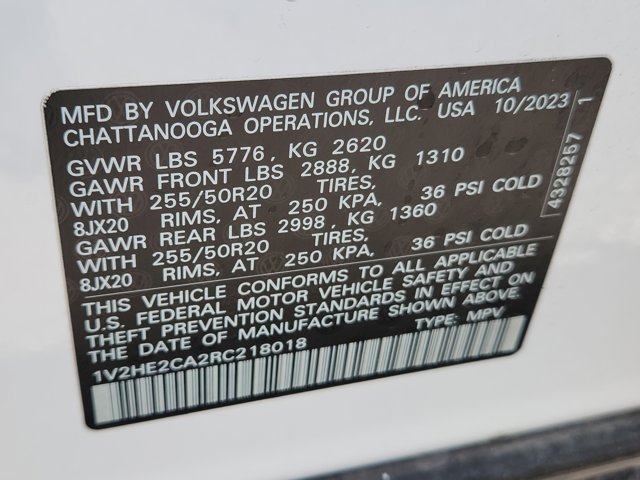 MFD BY VOLKSWAGEN GROUP OF AMERICA
CHATTANOOGA OPERATIONS, LLC. USA 10/2023
GVWR LBS 5776, KG 2620
GAWR FRONT LBS 2888, KG 1310
WITH 255/50R20 TIRES,
8JX20 RIMS, AT 250 KPA, 36 PSI COLD
GAWR REAR LBS 2998, KG 1360
WITH 255/50R20 TIRES,
8JX20 RIMS, AT 250 KPA, 36 PSI COLD
THIS VEHICLE CONFORMS TO ALL APPLICABLE
U.S. FEDERAL MOTOR VEHICLE SAFETY AND
THEFT PREVENTION STANDARDS IN EFFECT ON
THE DATE OF MANUFACTURE SHOWN ABOVE.
1V2HE2CA2RC218018 TYPE: MPV
4328257 1